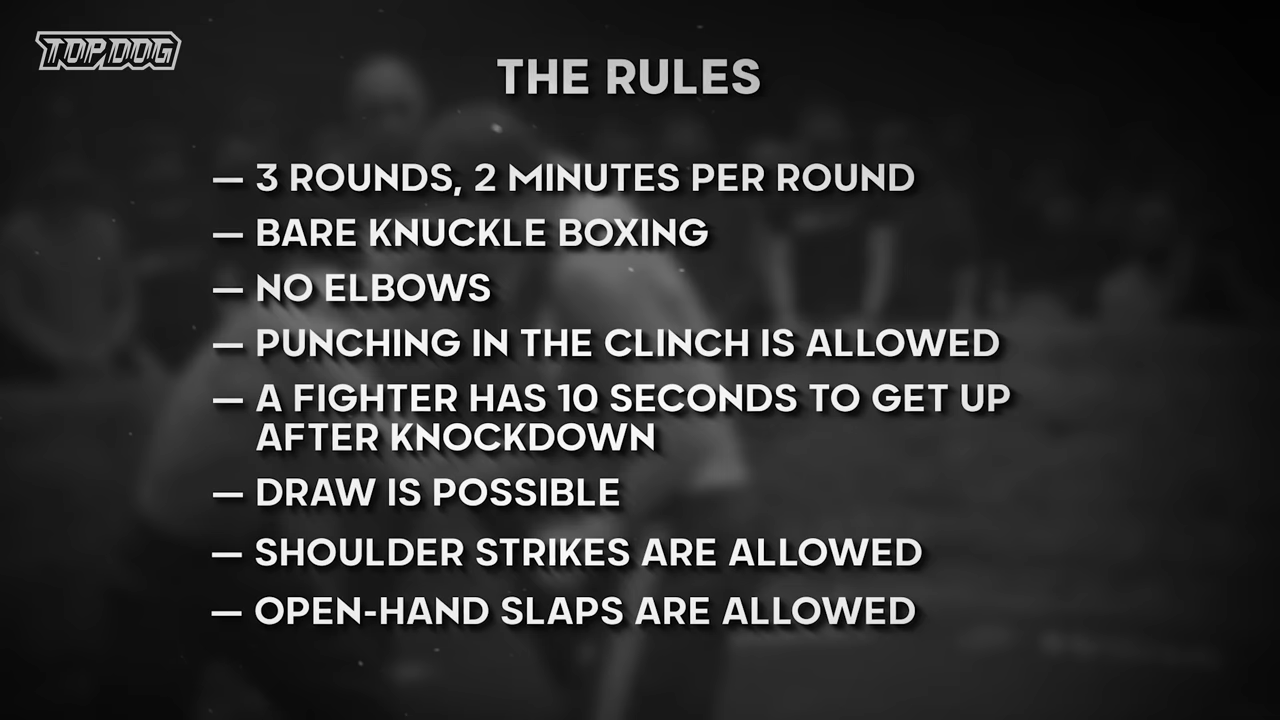 TOP DOG
THE RULES
— 3 ROUNDS, 2 MINUTES PER ROUND
— BARE KNUCKLE BOXING
— NO ELBOWS
— PUNCHING IN THE CLINCH IS ALLOWED
— A FIGHTER HAS 10 SECONDS TO GET UP
AFTER KNOCKDOWN
— DRAW IS POSSIBLE
— SHOULDER STRIKES ARE ALLOWED
— OPEN-HAND SLAPS ARE ALLOWED